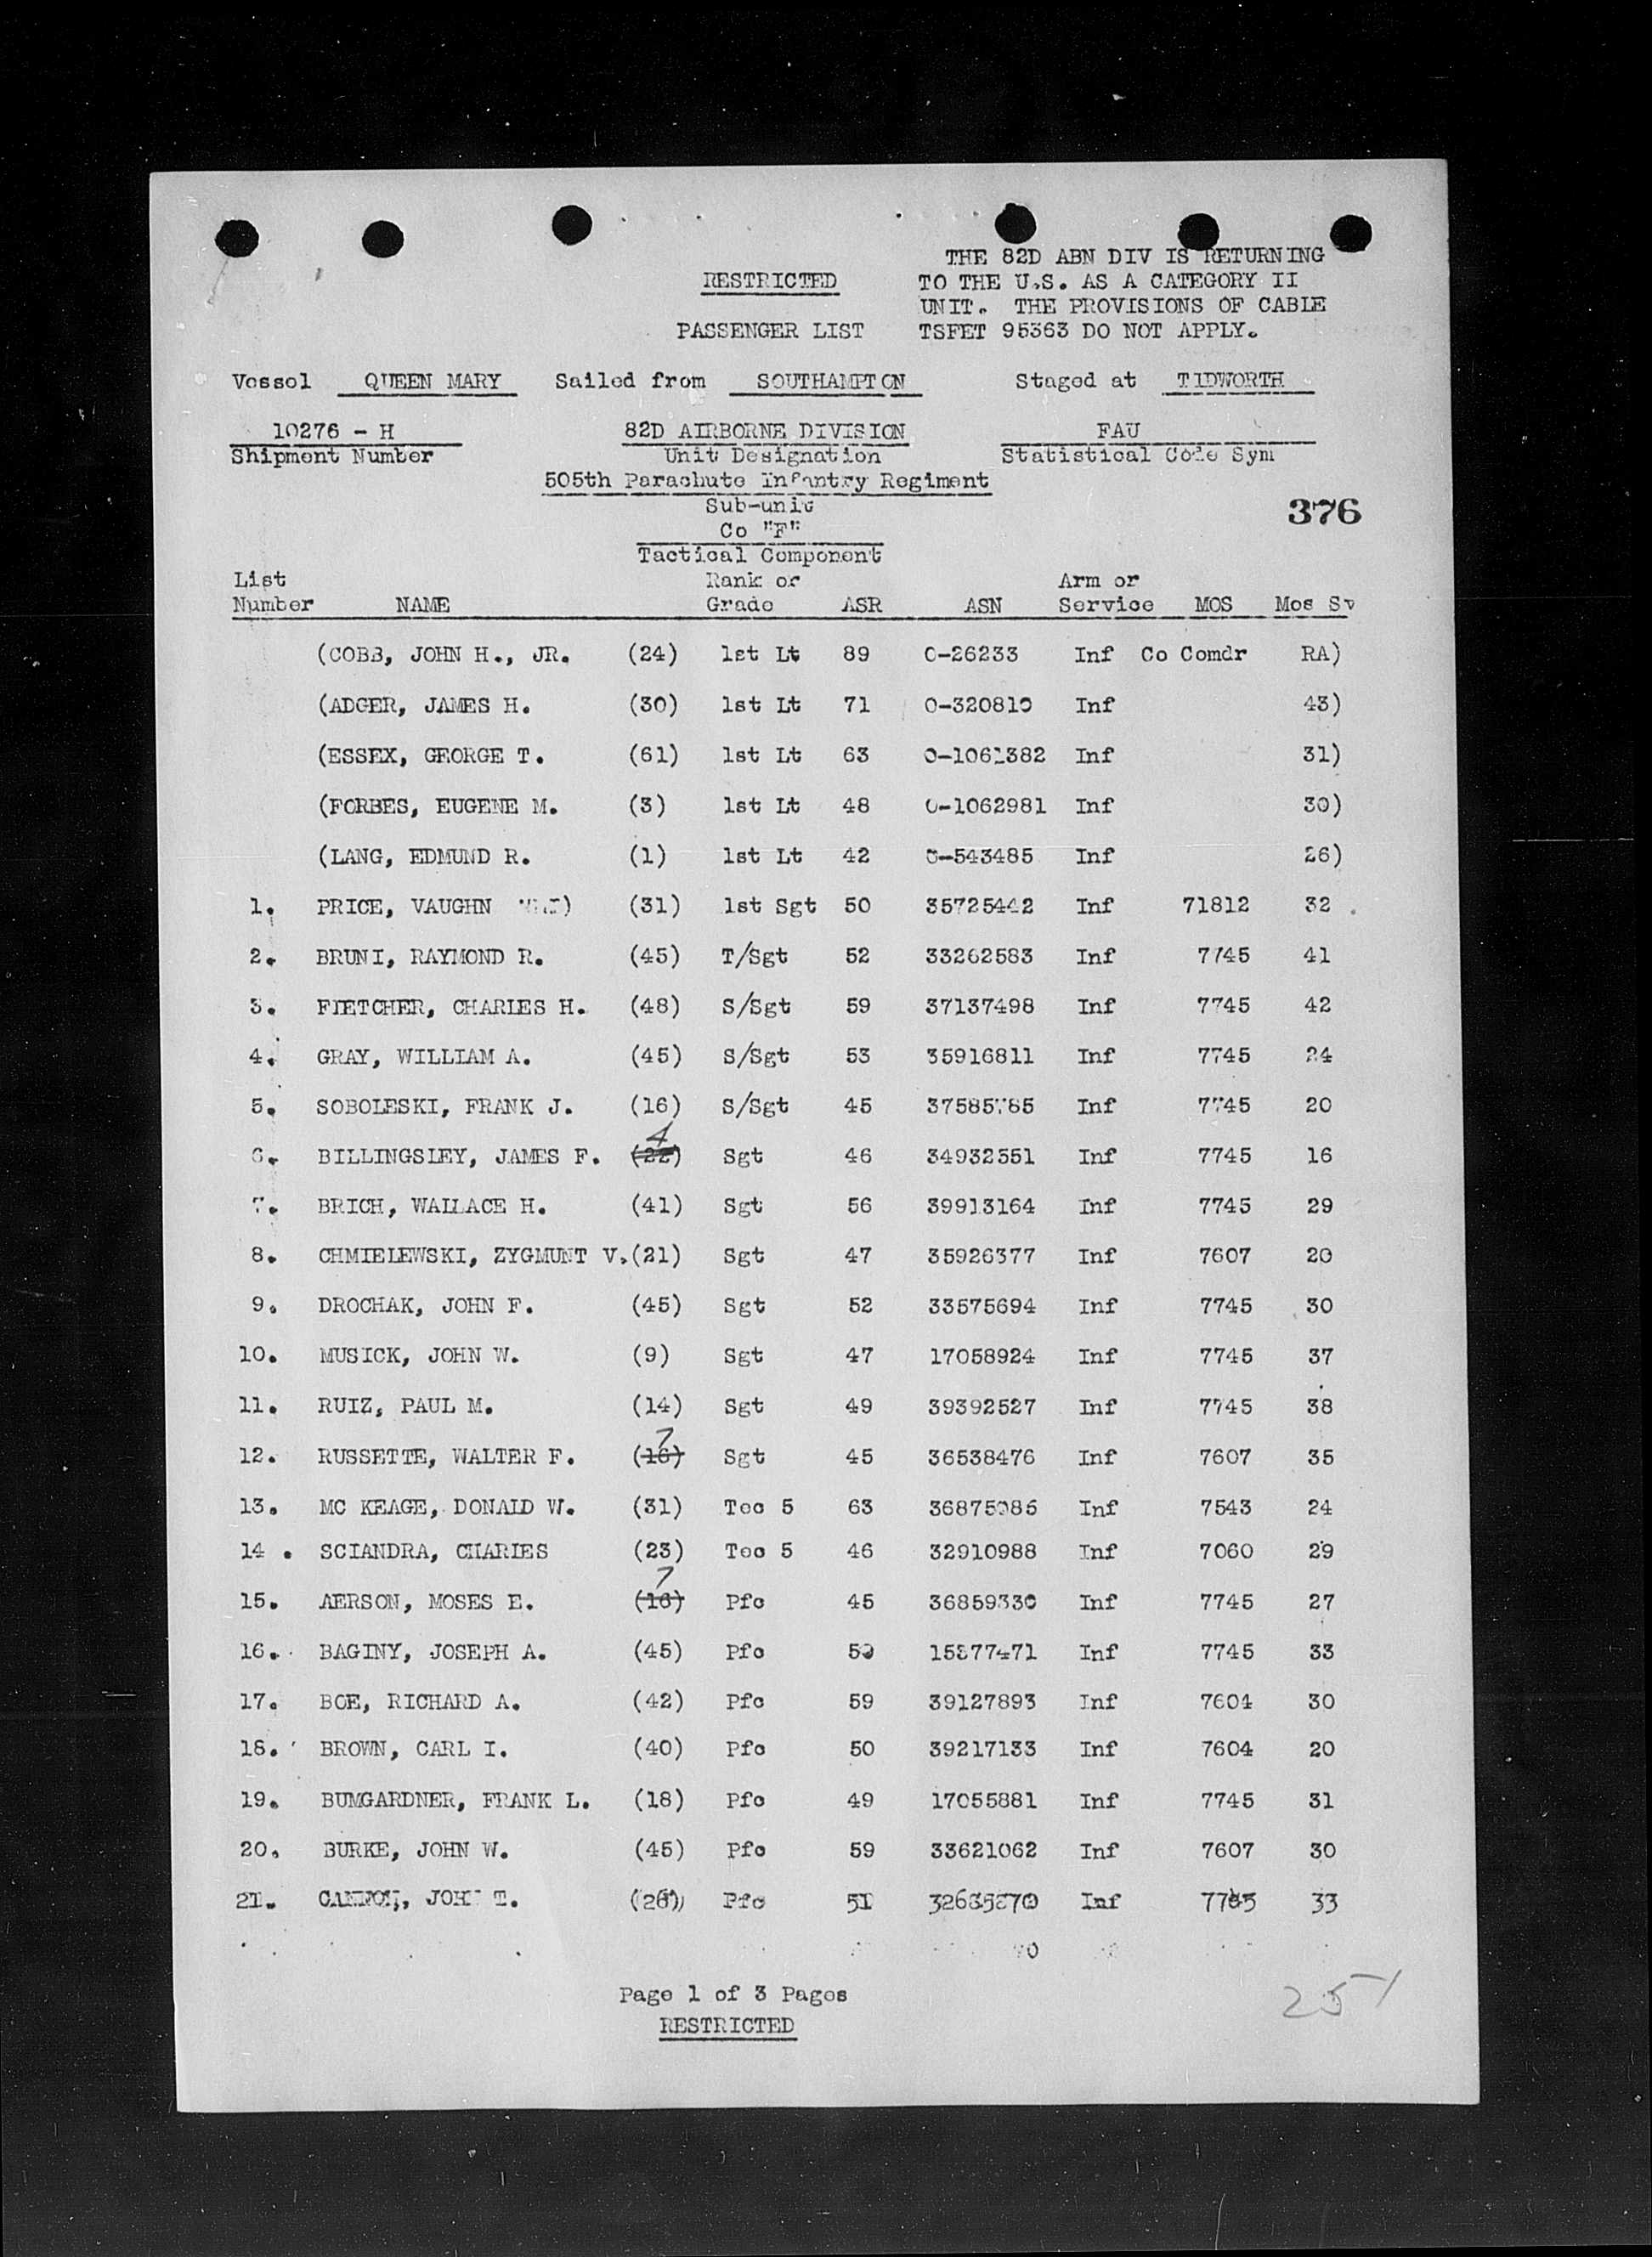 THE 82D ABN DIV IS RETURNING
RESTRICTED TO THE U.S. AS A CATEGORY II
UNIT. THE PROVISIONS OF CABLE
PASSENGER LIST TSFET 95363 DO NOT APPLY.
Vessel QUEEN MARY Sailed from SOUTHAMPTON Staged at TIDWORTH
10276 - H 82D AIRBORNE DIVISION FAU
Shipment Number Unit Designation Statistical Code Sym
505th Parachute Infantry Regiment
Sub-unit 376
Co "F"
Tactical Component
List Rank or Arm or
Number NAME Grade ASR ASN Service MOS Mos Sv
(COBB, JOHN H., JR. (24) 1st Lt 89 O-26233 Inf Co Comdr RA)
(ADGER, JAMES H. (30) 1st Lt 71 O-320810 Inf 43)
(ESSEX, GEORGE T. (61) 1st Lt 63 O-1061382 Inf 31)
(FORBES, EUGENE M. (3) 1st Lt 48 O-1062981 Inf 30)
(LANG, EDMUND R. (1) 1st Lt 42 O-543485 Inf 26)
1. PRICE, VAUGHN (31) 1st Sgt 50 35725442 Inf 71812 32
2. BRUNI, RAYMOND R. (45) T/Sgt 52 33262583 Inf 7745 41
3. FLETCHER, CHARLES H. (48) S/Sgt 59 37137498 Inf 7745 42
4. GRAY, WILLIAM A. (45) S/Sgt 53 35916811 Inf 7745 24
5. SOBOLESKI, FRANK J. (16) S/Sgt 45 37585785 Inf 7745 20
4
6. BILLINGSLEY, JAMES F. (22) Sgt 46 34932551 Inf 7745 16
7. BRICH, WALLACE H. (41) Sgt 56 39913164 Inf 7745 29
8. CHMIELEWSKI, ZYGMUNT V. (21) Sgt 47 35926377 Inf 7607 20
9. DROCHAK, JOHN F. (45) Sgt 52 33575694 Inf 7745 30
10. MUSICK, JOHN W. (9) Sgt 47 17058924 Inf 7745 37
11. RUIZ, PAUL M. (14) Sgt 49 39392527 Inf 7745 38
7
12. RUSSETTE, WALTER F. (16) Sgt 45 36538476 Inf 7607 35
13. MC KEAGE, DONALD W. (31) Tec 5 63 36875086 Inf 7543 24
14. SCIANDRA, CHARLES (23) Tec 5 46 32910988 Inf 7060 29
7
15. AERSON, MOSES E. (16) Pfc 45 36859330 Inf 7745 27
16. BAGINY, JOSEPH A. (45) Pfc 15377471 Inf 7745 33
17. BOE, RICHARD A. (42) Pfc 59 39127893 Inf 7604 30
18. BROWN, CARL I. (40) Pfc 50 39217133 Inf 7604 20
19. BUMGARDNER, FRANK L. (18) Pfc 49 17055881 Inf 7745 31
20. BURKE, JOHN W. (45) Pfc 59 33621062 Inf 7607 30
21. CANNON, JOHN T. Pfc 51 Inf 33
Page 1 of 3 Pages
RESTRICTED
251